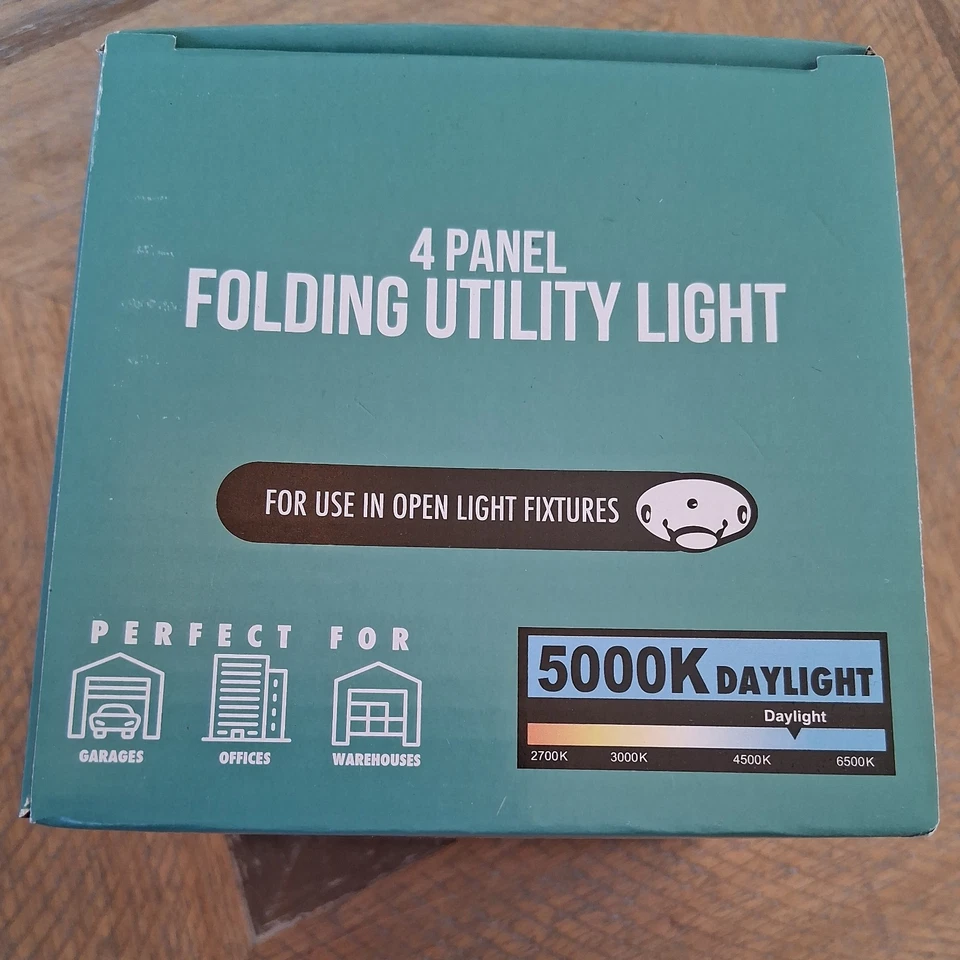 4 PANEL
FOLDING UTILITY LIGHT
FOR USE IN OPEN LIGHT FIXTURES
PERFECT FOR
GARAGES OFFICES WAREHOUSES
5000K DAYLIGHT
Daylight
2700K 3000K 4500K 6500K